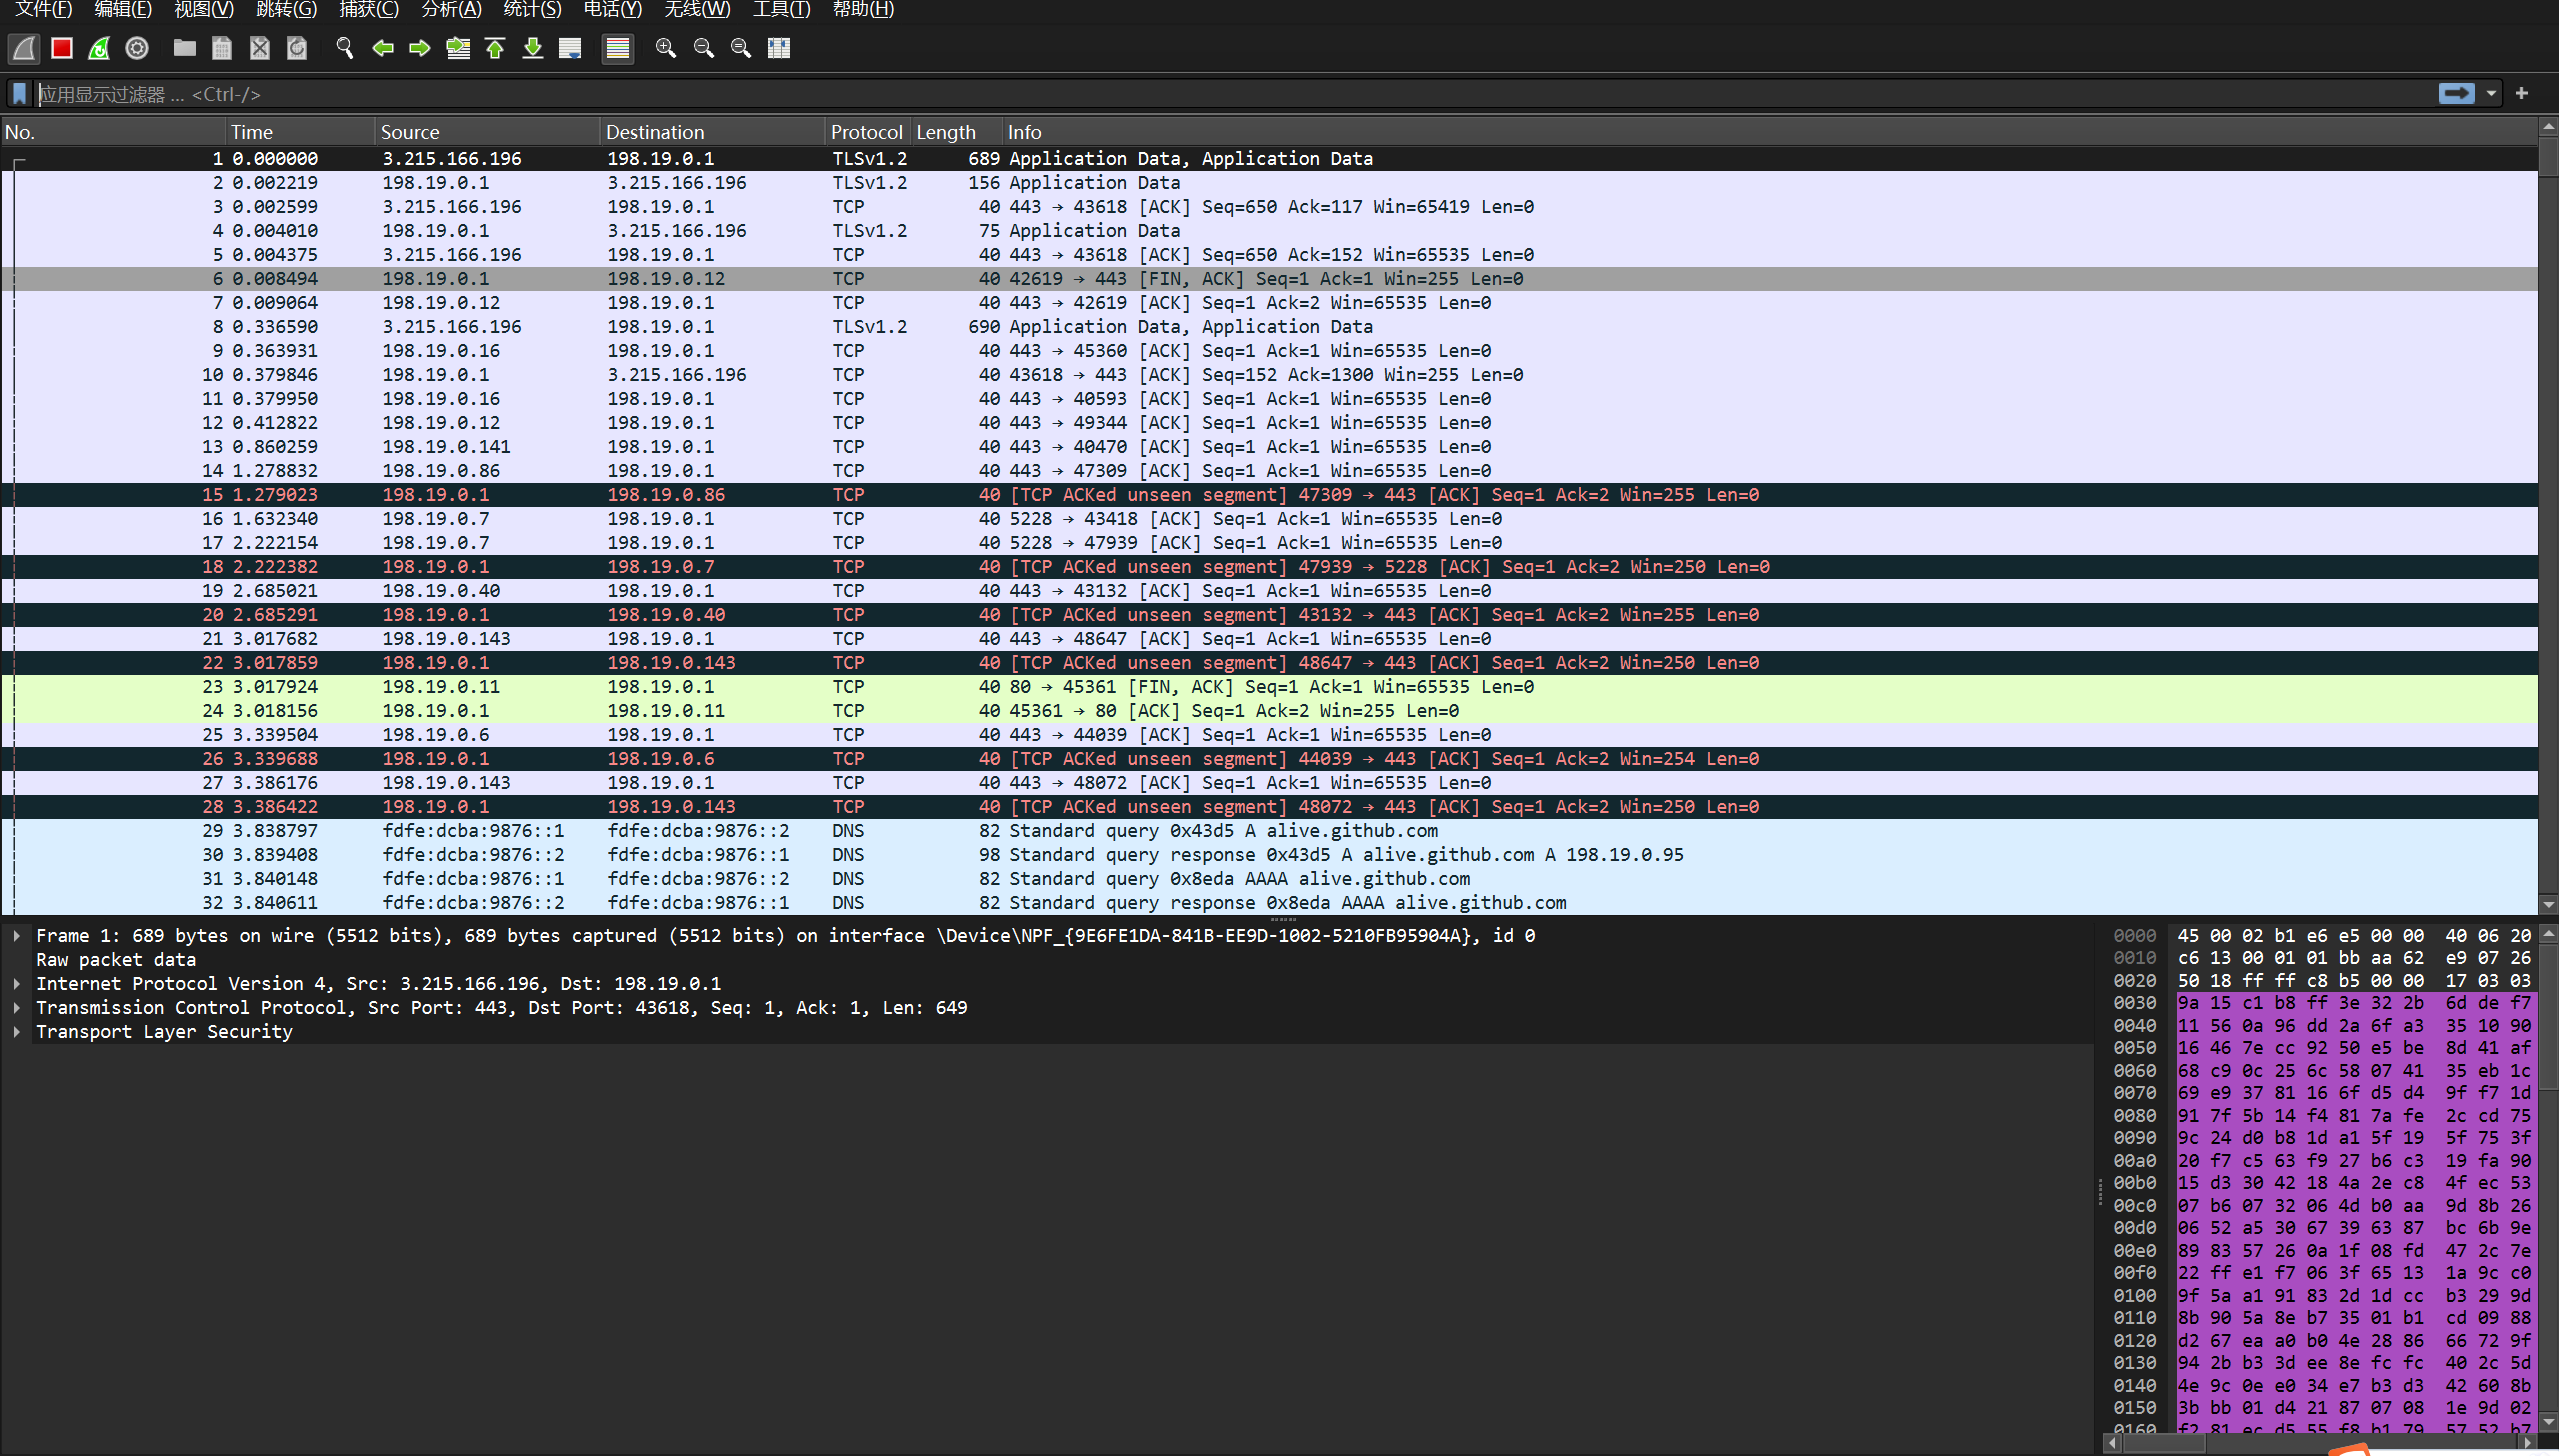 文件(F) 编辑(E) 视图(V) 跳转(G) 捕获(C) 分析(A) 统计(S) 电话(Y) 无线(W) 工具(T) 帮助(H)
应用显示过滤器 … <Ctrl-/>
No. Time Source Destination Protocol Length Info
1 0.000000 3.215.166.196 198.19.0.1 TLSv1.2 689 Application Data, Application Data
2 0.002219 198.19.0.1 3.215.166.196 TLSv1.2 156 Application Data
3 0.002599 3.215.166.196 198.19.0.1 TCP 40 443 → 43618 [ACK] Seq=650 Ack=117 Win=65419 Len=0
4 0.004010 198.19.0.1 3.215.166.196 TLSv1.2 75 Application Data
5 0.004375 3.215.166.196 198.19.0.1 TCP 40 443 → 43618 [ACK] Seq=650 Ack=152 Win=65535 Len=0
6 0.008494 198.19.0.1 198.19.0.12 TCP 40 42619 → 443 [FIN, ACK] Seq=1 Ack=1 Win=255 Len=0
7 0.009064 198.19.0.12 198.19.0.1 TCP 40 443 → 42619 [ACK] Seq=1 Ack=2 Win=65535 Len=0
8 0.336590 3.215.166.196 198.19.0.1 TLSv1.2 690 Application Data, Application Data
9 0.363931 198.19.0.16 198.19.0.1 TCP 40 443 → 45360 [ACK] Seq=1 Ack=1 Win=65535 Len=0
10 0.379846 198.19.0.1 3.215.166.196 TCP 40 43618 → 443 [ACK] Seq=152 Ack=1300 Win=255 Len=0
11 0.379950 198.19.0.16 198.19.0.1 TCP 40 443 → 40593 [ACK] Seq=1 Ack=1 Win=65535 Len=0
12 0.412822 198.19.0.12 198.19.0.1 TCP 40 443 → 49344 [ACK] Seq=1 Ack=1 Win=65535 Len=0
13 0.860259 198.19.0.141 198.19.0.1 TCP 40 443 → 40470 [ACK] Seq=1 Ack=1 Win=65535 Len=0
14 1.278832 198.19.0.86 198.19.0.1 TCP 40 443 → 47309 [ACK] Seq=1 Ack=1 Win=65535 Len=0
15 1.279023 198.19.0.1 198.19.0.86 TCP 40 [TCP ACKed unseen segment] 47309 → 443 [ACK] Seq=1 Ack=2 Win=255 Len=0
16 1.632340 198.19.0.7 198.19.0.1 TCP 40 5228 → 43418 [ACK] Seq=1 Ack=1 Win=65535 Len=0
17 2.222154 198.19.0.7 198.19.0.1 TCP 40 5228 → 47939 [ACK] Seq=1 Ack=1 Win=65535 Len=0
18 2.222382 198.19.0.1 198.19.0.7 TCP 40 [TCP ACKed unseen segment] 47939 → 5228 [ACK] Seq=1 Ack=2 Win=250 Len=0
19 2.685021 198.19.0.40 198.19.0.1 TCP 40 443 → 43132 [ACK] Seq=1 Ack=1 Win=65535 Len=0
20 2.685291 198.19.0.1 198.19.0.40 TCP 40 [TCP ACKed unseen segment] 43132 → 443 [ACK] Seq=1 Ack=2 Win=255 Len=0
21 3.017682 198.19.0.143 198.19.0.1 TCP 40 443 → 48647 [ACK] Seq=1 Ack=1 Win=65535 Len=0
22 3.017859 198.19.0.1 198.19.0.143 TCP 40 [TCP ACKed unseen segment] 48647 → 443 [ACK] Seq=1 Ack=2 Win=250 Len=0
23 3.017924 198.19.0.11 198.19.0.1 TCP 40 80 → 45361 [FIN, ACK] Seq=1 Ack=1 Win=65535 Len=0
24 3.018156 198.19.0.1 198.19.0.11 TCP 40 45361 → 80 [ACK] Seq=1 Ack=2 Win=255 Len=0
25 3.339504 198.19.0.6 198.19.0.1 TCP 40 443 → 44039 [ACK] Seq=1 Ack=1 Win=65535 Len=0
26 3.339688 198.19.0.1 198.19.0.6 TCP 40 [TCP ACKed unseen segment] 44039 → 443 [ACK] Seq=1 Ack=2 Win=254 Len=0
27 3.386176 198.19.0.143 198.19.0.1 TCP 40 443 → 48072 [ACK] Seq=1 Ack=1 Win=65535 Len=0
28 3.386422 198.19.0.1 198.19.0.143 TCP 40 [TCP ACKed unseen segment] 48072 → 443 [ACK] Seq=1 Ack=2 Win=250 Len=0
29 3.838797 fdfe:dcba:9876::1 fdfe:dcba:9876::2 DNS 82 Standard query 0x43d5 A alive.github.com
30 3.839408 fdfe:dcba:9876::2 fdfe:dcba:9876::1 DNS 98 Standard query response 0x43d5 A alive.github.com A 198.19.0.95
31 3.840148 fdfe:dcba:9876::1 fdfe:dcba:9876::2 DNS 82 Standard query 0x8eda AAAA alive.github.com
32 3.840611 fdfe:dcba:9876::2 fdfe:dcba:9876::1 DNS 82 Standard query response 0x8eda AAAA alive.github.com
Frame 1: 689 bytes on wire (5512 bits), 689 bytes captured (5512 bits) on interface \Device\NPF_{9E6FE1DA-841B-EE9D-1002-5210FB95904A}, id 0
Raw packet data
Internet Protocol Version 4, Src: 3.215.166.196, Dst: 198.19.0.1
Transmission Control Protocol, Src Port: 443, Dst Port: 43618, Seq: 1, Ack: 1, Len: 649
Transport Layer Security
0000 45 00 02 b1 e6 e5 00 00 40 06 20
0010 c6 13 00 01 01 bb aa 62 e9 07 26
0020 50 18 ff ff c8 b5 00 00 17 03 03
0030 9a 15 c1 b8 ff 3e 32 2b 6d de f7
0040 11 56 0a 96 dd 2a 6f a3 35 10 90
0050 16 46 7e cc 92 50 e5 be 8d 41 af
0060 68 c9 0c 25 6c 58 07 41 35 eb 1c
0070 69 e9 37 81 16 6f d5 d4 9f f7 1d
0080 91 7f 5b 14 f4 81 7a fe 2c cd 75
0090 9c 24 d0 b8 1d a1 5f 19 5f 75 3f
00a0 20 f7 c5 63 f9 27 b6 c3 19 fa 90
00b0 15 d3 30 42 18 4a 2e c8 4f ec 53
00c0 07 b6 07 32 06 4d b0 aa 9d 8b 26
00d0 06 52 a5 30 67 39 63 87 bc 6b 9e
00e0 89 83 57 26 0a 1f 08 fd 47 2c 7e
00f0 22 ff e1 f7 06 3f 65 13 1a 9c c0
0100 9f 5a a1 91 83 2d 1d cc b3 29 9d
0110 8b 90 5a 8e b7 35 01 b1 cd 09 88
0120 d2 67 ea a0 b0 4e 28 86 66 72 9f
0130 94 2b b3 3d ee 8e fc fc 40 2c 5d
0140 4e 9c 0e e0 34 e7 b3 d3 42 60 8b
0150 3b bb 01 d4 21 87 07 08 1e 9d 02
0160 f2 81 ec d5 55 f8 b1 79 57 52 b7